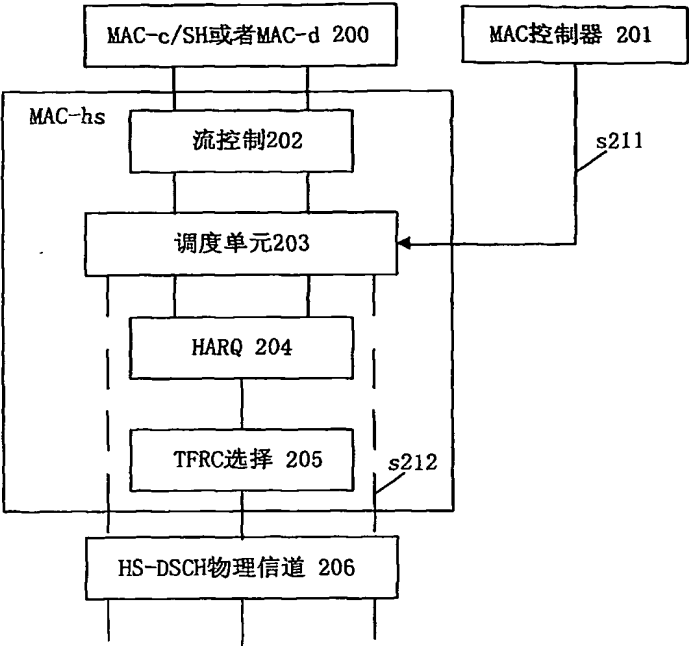 MAC-c/SH或者MAC-d 200
MAC控制器 201
MAC-hs
流控制202
s211
调度单元203
HARQ 204
TFRC选择 205
s212
HS-DSCH物理信道 206